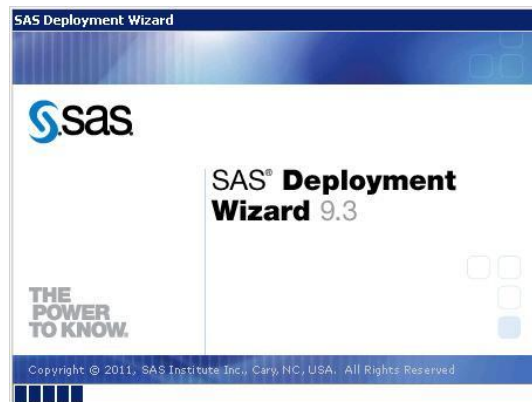 SAS Deployment Wizard
sas
SAS® Deployment
Wizard 9.3
THE
POWER
TO KNOW.
Copyright © 2011, SAS Institute Inc., Cary, NC, USA. All Rights Reserved